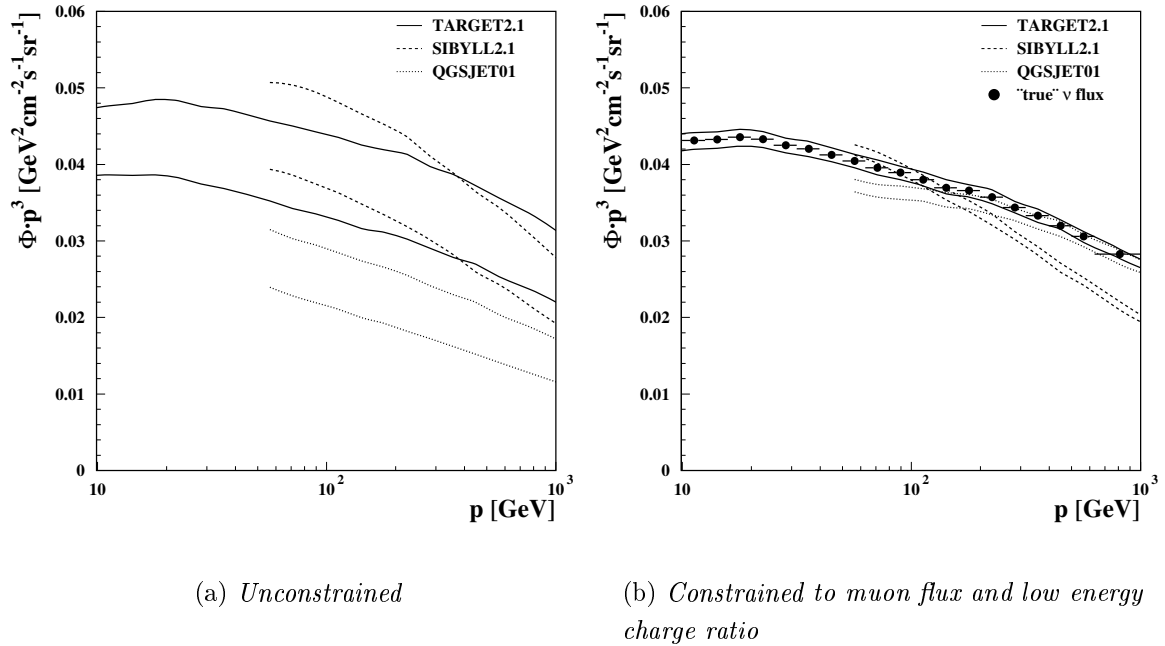 Φ·p³ [GeV²cm⁻²s⁻¹sr⁻¹]
0.06
0.05
0.04
0.03
0.02
0.01
0
TARGET2.1
SIBYLL2.1
QGSJET01
10
10²
10³
p [GeV]
(a) Unconstrained
Φ·p³ [GeV²cm⁻²s⁻¹sr⁻¹]
0.06
0.05
0.04
0.03
0.02
0.01
0
TARGET2.1
SIBYLL2.1
QGSJET01
¨true¨ ν flux
10
10²
10³
p [GeV]
(b) Constrained to muon flux and low energy
charge ratio